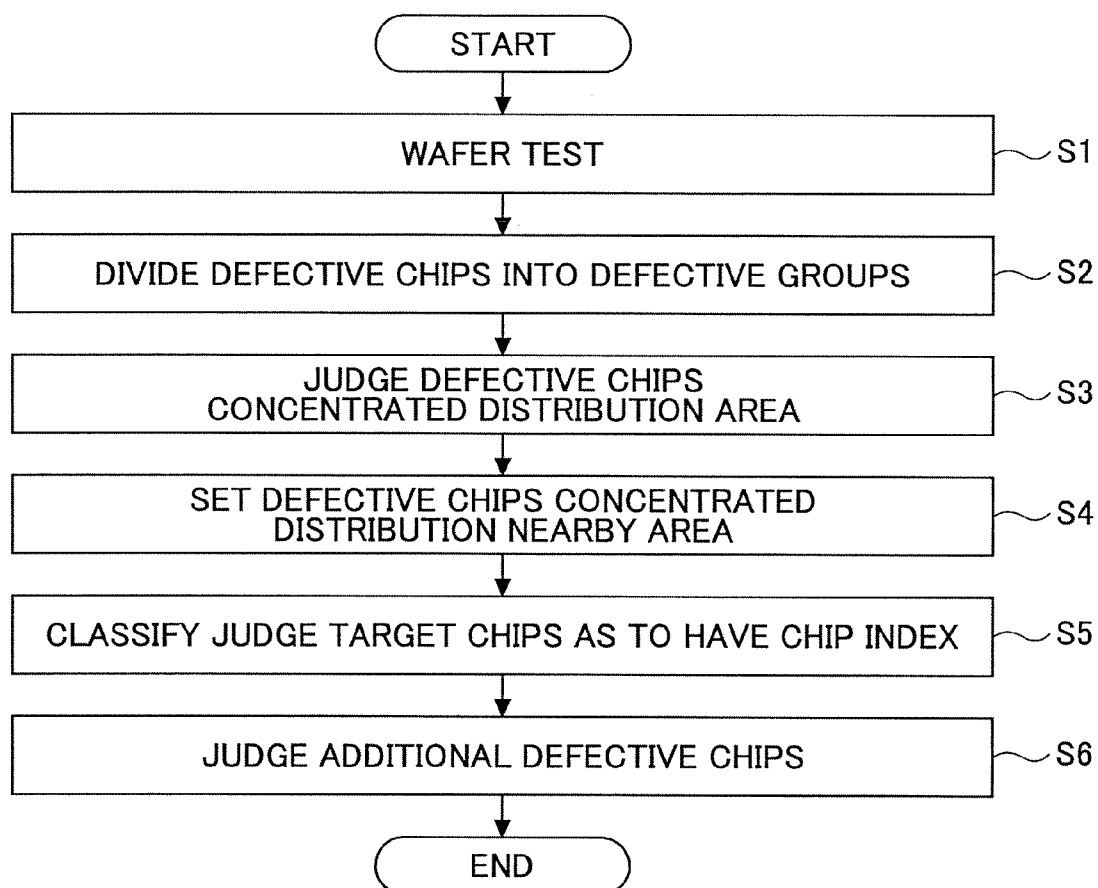 START
WAFER TEST
S1
DIVIDE DEFECTIVE CHIPS INTO DEFECTIVE GROUPS
S2
JUDGE DEFECTIVE CHIPS
CONCENTRATED DISTRIBUTION AREA
S3
SET DEFECTIVE CHIPS CONCENTRATED
DISTRIBUTION NEARBY AREA
S4
CLASSIFY JUDGE TARGET CHIPS AS TO HAVE CHIP INDEX
S5
JUDGE ADDITIONAL DEFECTIVE CHIPS
S6
END